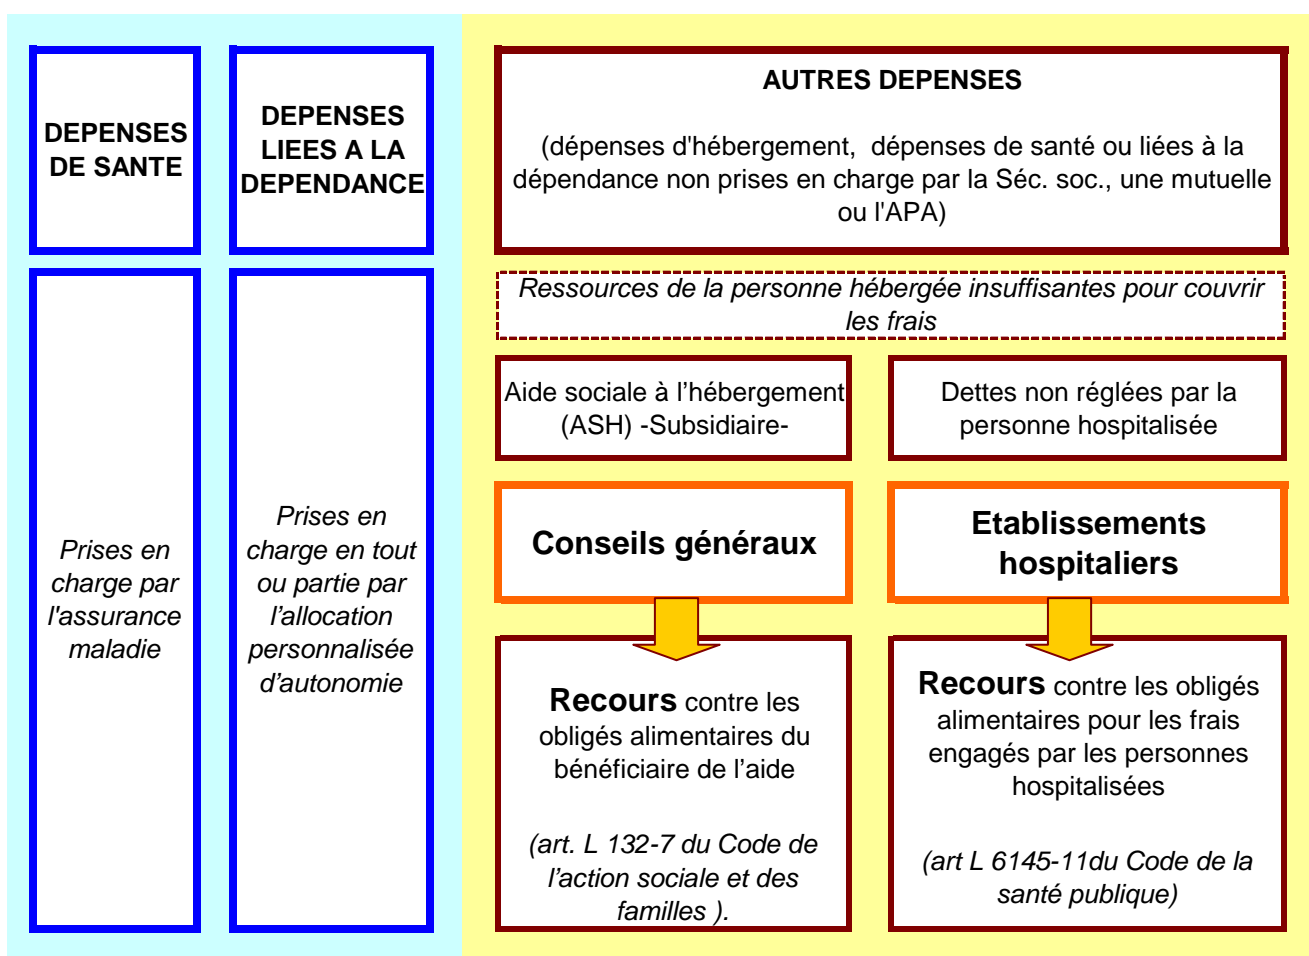 DEPENSES
DE SANTE
DEPENSES
LIEES A LA
DEPENDANCE
AUTRES DEPENSES
(dépenses d'hébergement, dépenses de santé ou liées à la
dépendance non prises en charge par la Séc. soc., une mutuelle
ou l'APA)
Prises en
charge par
l'assurance
maladie
Prises en
charge en tout
ou partie par
l’allocation
personnalisée
d’autonomie
Ressources de la personne hébergée insuffisantes pour couvrir
les frais
Aide sociale à l’hébergement
(ASH) -Subsidiaire-
Dettes non réglées par la
personne hospitalisée
Conseils généraux
Etablissements
hospitaliers
Recours contre les
obligés alimentaires du
bénéficiaire de l’aide
(art. L 132-7 du Code de
l’action sociale et des
familles ).
Recours contre les obligés
alimentaires pour les frais
engagés par les personnes
hospitalisées
(art L 6145-11du Code de la
santé publique)